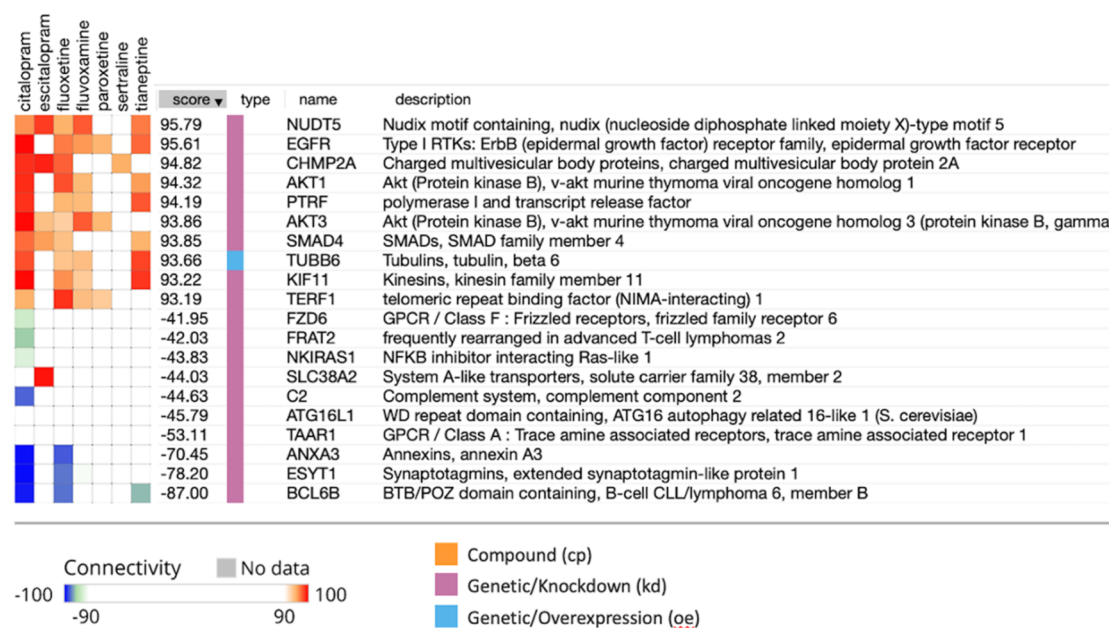 citalopram
escitalopram
fluoxetine
fluvoxamine
paroxetine
sertraline
tianeptine
score type name description
95.79 NUDT5 Nudix motif containing, nudix (nucleoside diphosphate linked moiety X)-type motif 5
95.61 EGFR Type I RTKs: ErbB (epidermal growth factor) receptor family, epidermal growth factor receptor
94.82 CHMP2A Charged multivesicular body proteins, charged multivesicular body protein 2A
94.32 AKT1 Akt (Protein kinase B), v-akt murine thymoma viral oncogene homolog 1
94.19 PTRF polymerase I and transcript release factor
93.86 AKT3 Akt (Protein kinase B), v-akt murine thymoma viral oncogene homolog 3 (protein kinase B, gamma
93.85 SMAD4 SMADs, SMAD family member 4
93.66 TUBB6 Tubulins, tubulin, beta 6
93.22 KIF11 Kinesins, kinesin family member 11
93.19 TERF1 telomeric repeat binding factor (NIMA-interacting) 1
-41.95 FZD6 GPCR / Class F : Frizzled receptors, frizzled family receptor 6
-42.03 FRAT2 frequently rearranged in advanced T-cell lymphomas 2
-43.83 NKIRAS1 NFKB inhibitor interacting Ras-like 1
-44.03 SLC38A2 System A-like transporters, solute carrier family 38, member 2
-44.63 C2 Complement system, complement component 2
-45.79 ATG16L1 WD repeat domain containing, ATG16 autophagy related 16-like 1 (S. cerevisiae)
-53.11 TAAR1 GPCR / Class A : Trace amine associated receptors, trace amine associated receptor 1
-70.45 ANXA3 Annexins, annexin A3
-78.20 ESYT1 Synaptotagmins, extended synaptotagmin-like protein 1
-87.00 BCL6B BTB/POZ domain containing, B-cell CLL/lymphoma 6, member B
Connectivity No data
-100 100
-90 90
Compound (cp)
Genetic/Knockdown (kd)
Genetic/Overexpression (oe)